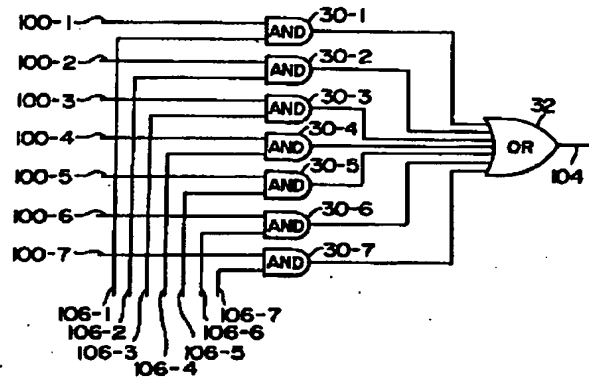 100-1 AND 30-1
100-2 AND 30-2
100-3 AND 30-3 32
100-4 AND 30-4 OR
100-5 AND 30-5 104
100-6 AND 30-6
100-7 AND 30-7
106-1 106-7
106-2 106-6
106-3 106-5
106-4